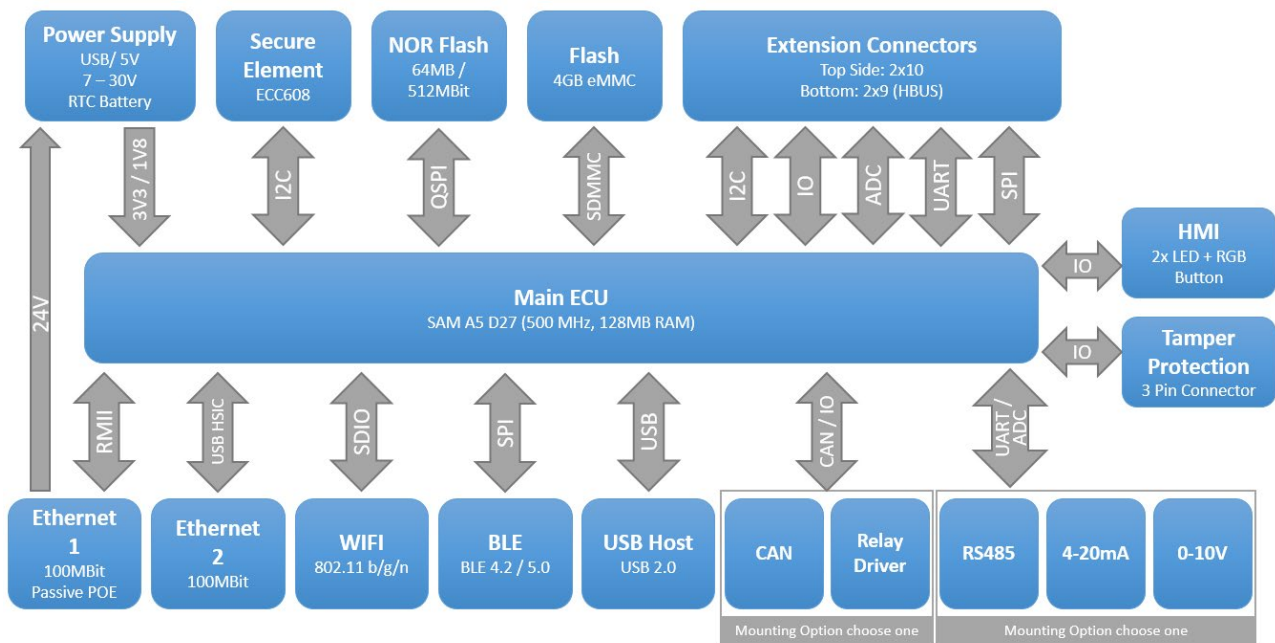 Power Supply
USB/ 5V
7 – 30V
RTC Battery
Secure
Element
ECC608
NOR Flash
64MB /
512MBit
Flash
4GB eMMC
Extension Connectors
Top Side: 2x10
Bottom: 2x9 (HBUS)
24V
3V3 / 1V8
I2C
QSPI
SDMMC
I2C
IO
ADC
UART
SPI
Main ECU
SAM A5 D27 (500 MHz, 128MB RAM)
IO
HMI
2x LED + RGB
Button
IO
Tamper
Protection
3 Pin Connector
RMII
USB HSIC
SDIO
SPI
USB
CAN / IO
UART /
ADC
Ethernet
1
100MBit
Passive POE
Ethernet
2
100MBit
WIFI
802.11 b/g/n
BLE
BLE 4.2 / 5.0
USB Host
USB 2.0
CAN
Relay
Driver
Mounting Option choose one
RS485
4-20mA
0-10V
Mounting Option choose one